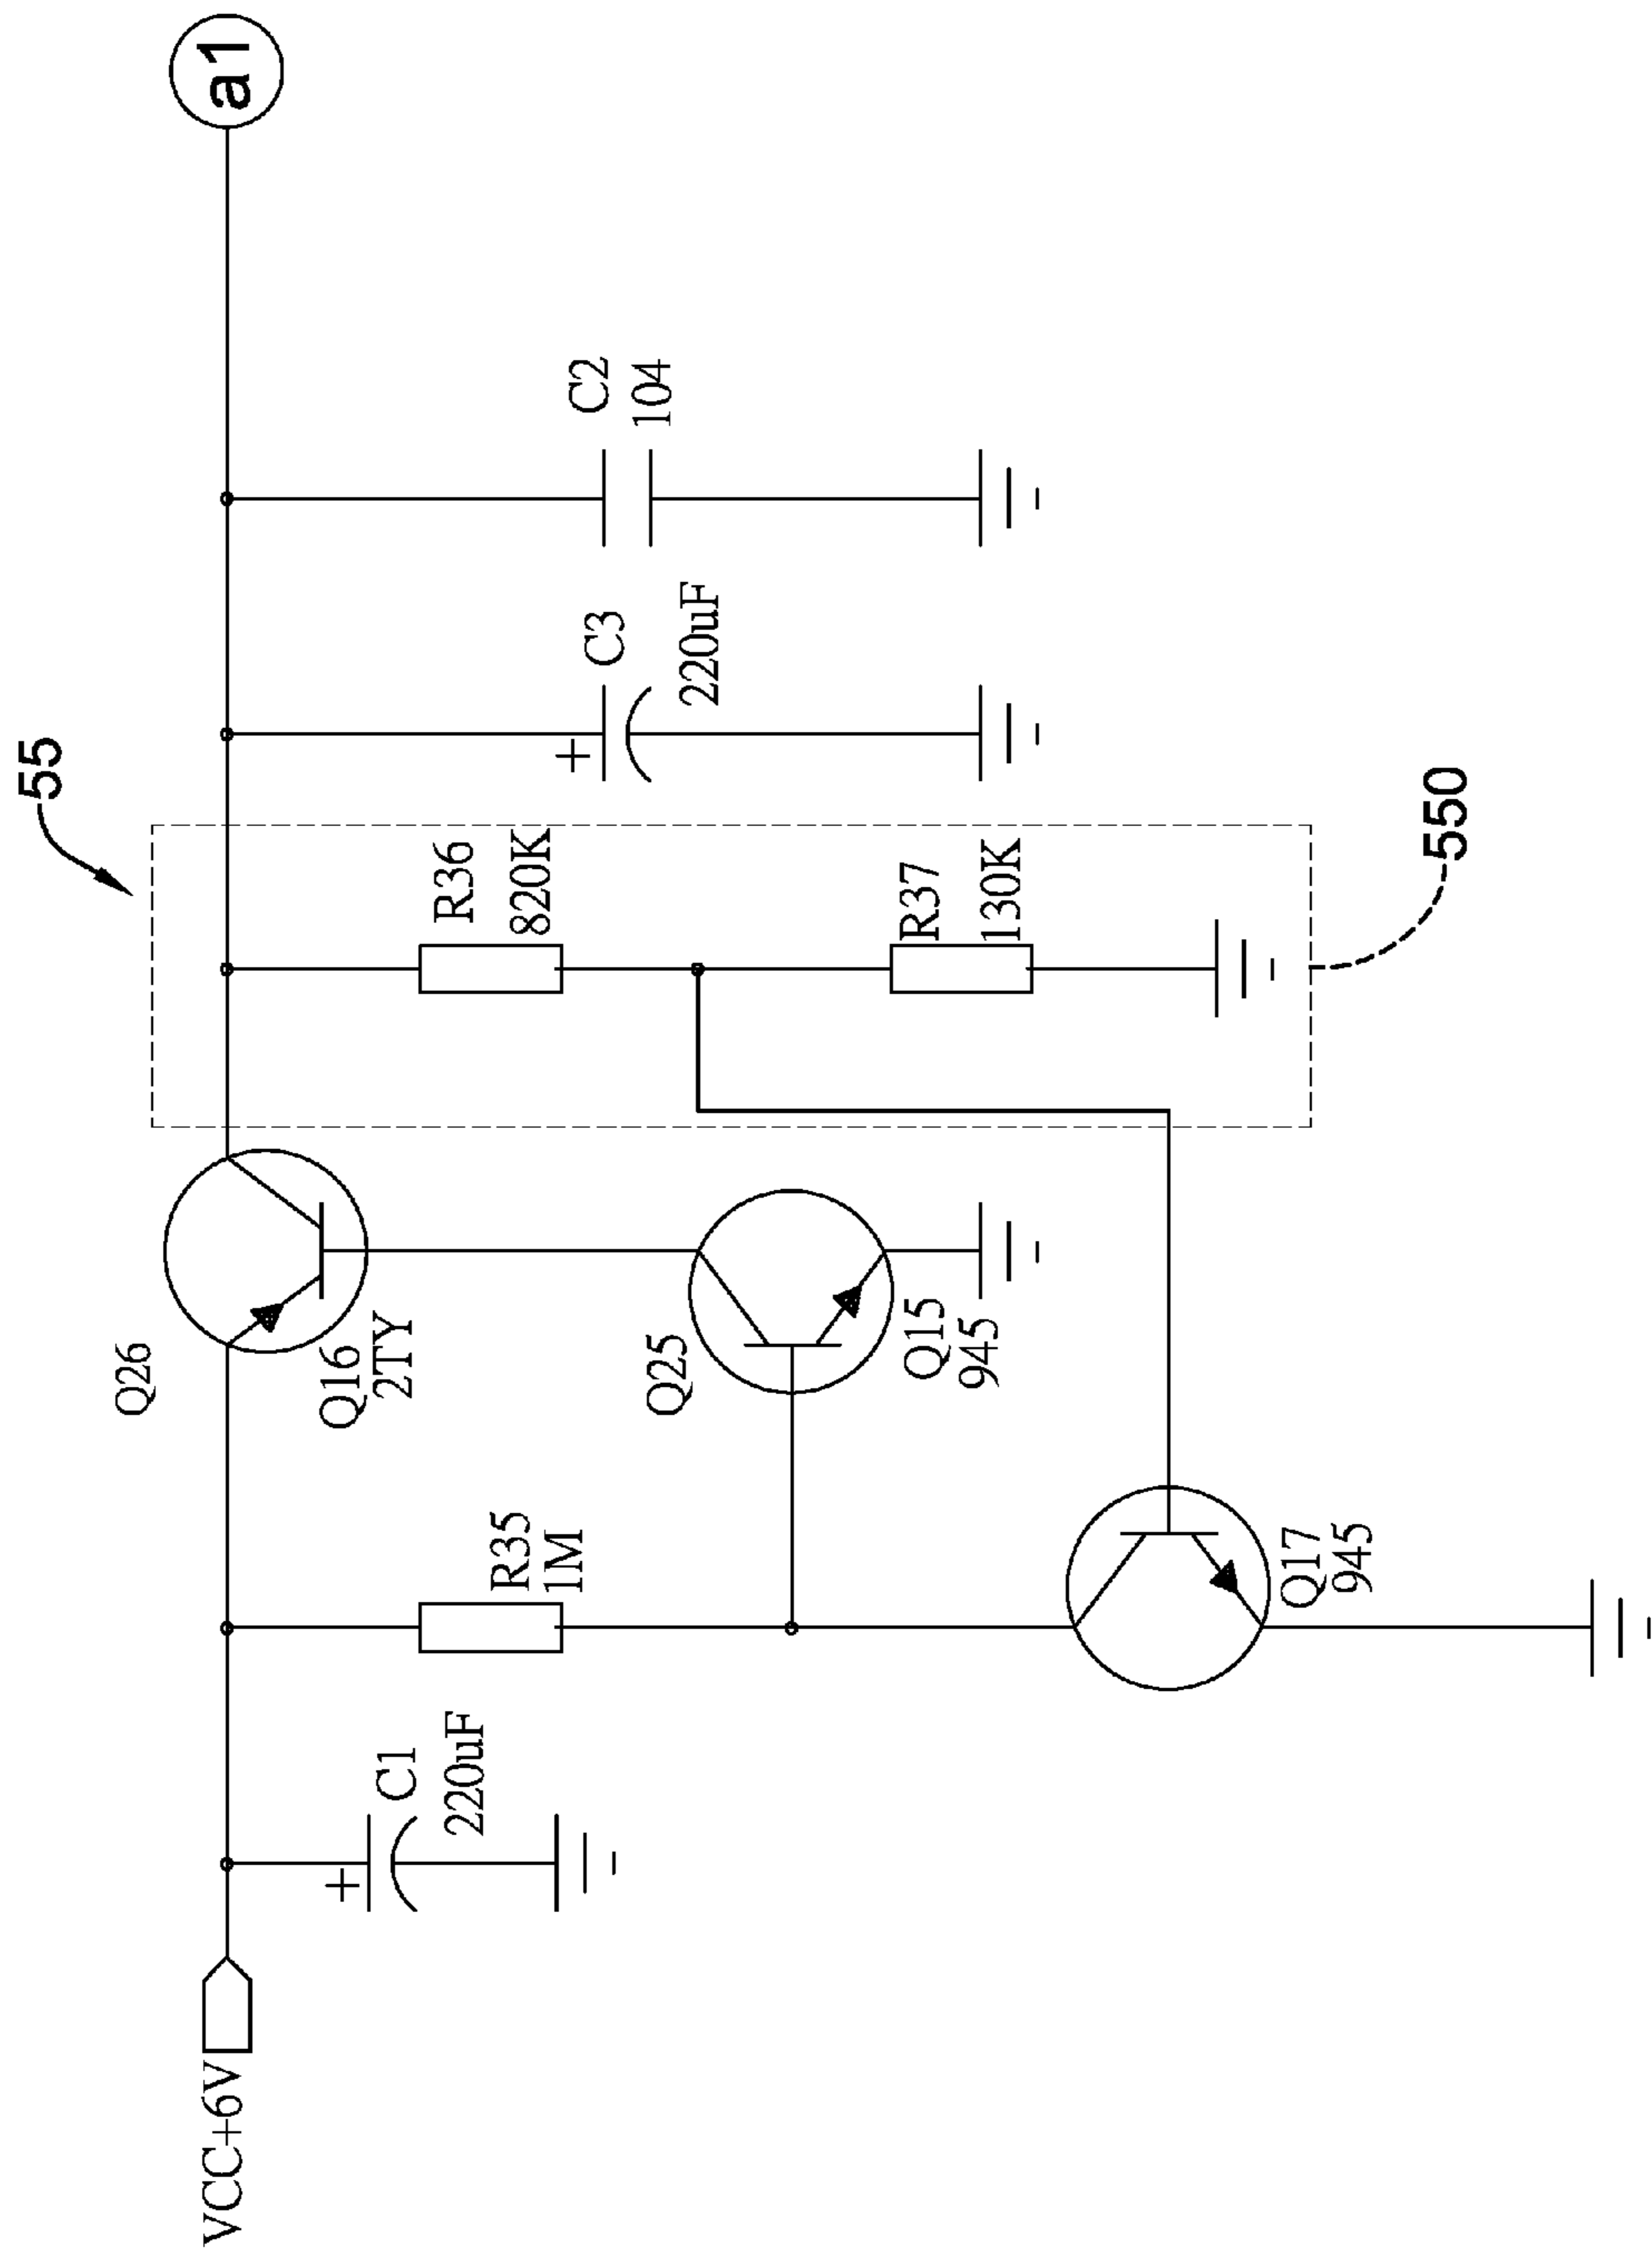 55
VCC+6V
C1
220uF
R35
1M
Q26
Q16
2TY
Q25
Q15
945
Q17
945
R36
820K
R37
130K
C3
220uF
C2
104
a1
550